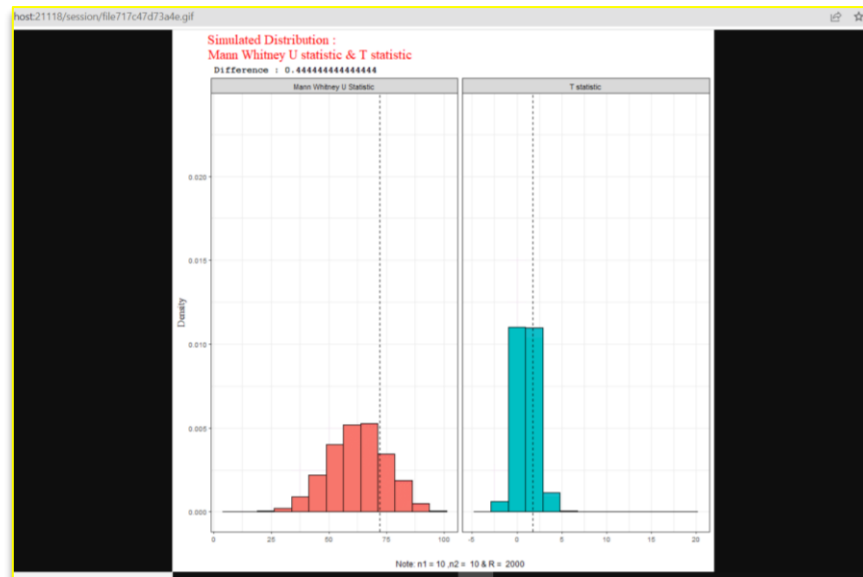 host:21118/session/file717c47d73a4e.gif
Simulated Distribution :
Mann Whitney U statistic & T statistic
Difference : 0.444444444444444
Mann Whitney U Statistic
T statistic
0.020
0.015
0.010
0.005
0.000
Density
0 25 50 75 100
-5 0 5 10 15 20
Note: n1 = 10 ,n2 = 10 & R = 2000